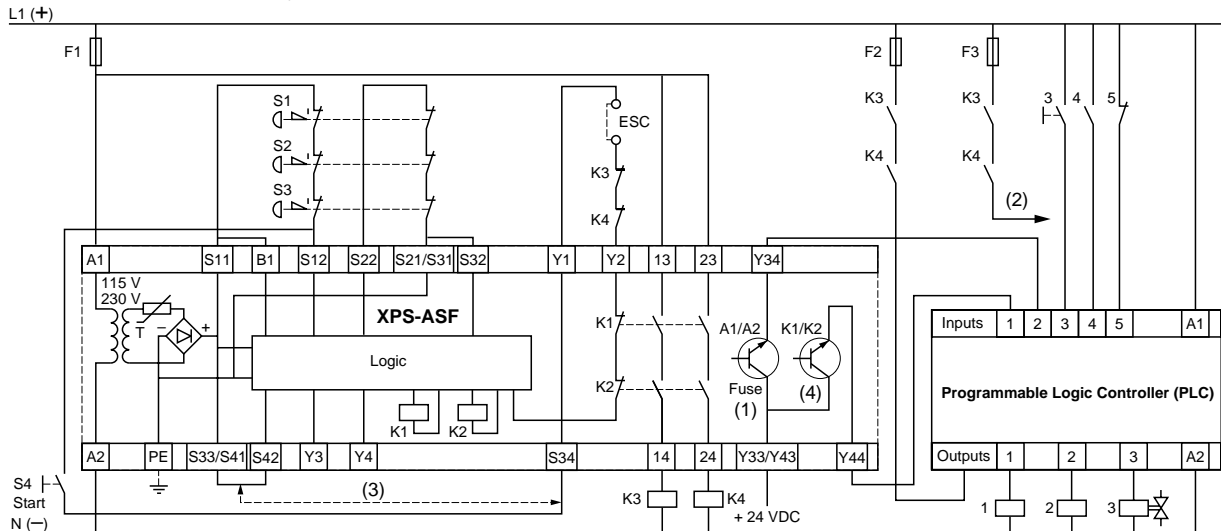 L1 (+)
F1
F2
F3
S1
S2
S3
ESC
K3
K4
K3
K4
K3
K4
3
4
5
(2)
A1
S11
B1
S12
S22
S21/S31
S32
Y1
Y2
13
23
Y34
115 V
230 V
T
–
+
XPS-ASF
Logic
K1
K2
K1
K2
A1/A2
K1/K2
Fuse
(1)
(4)
Inputs
1
2
3
4
5
A1
Programmable Logic Controller (PLC)
A2
PE
S33/S41
S42
Y3
Y4
S34
14
24
Y33/Y43
Y44
Outputs
1
2
3
A2
(3)
S4
Start
N (–)
K3
K4
+ 24 VDC
1
2
3